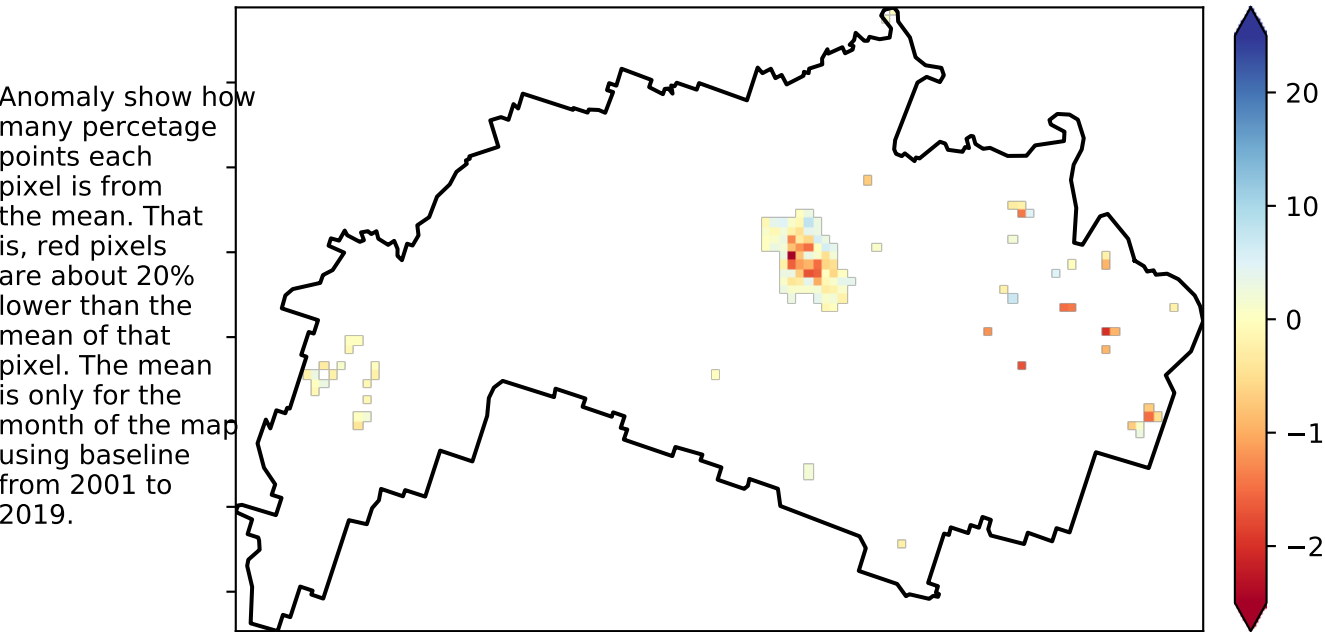 Anomaly show how
many percetage
points each
pixel is from
the mean. That
is, red pixels
are about 20%
lower than the
mean of that
pixel. The mean
is only for the
month of the map
using baseline
from 2001 to
2019.
20
10
0
−1
−2